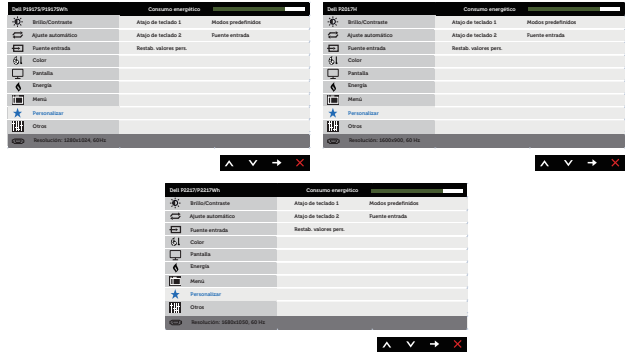 Dell P1917S/P1917SWh Consumo energético
Brillo/Contraste Atajo de teclado 1 Modos predefinidos
Ajuste automático Atajo de teclado 2 Fuente entrada
Fuente entrada Restab. valores pers.
Color
Pantalla
Energía
Menú
Personalizar
Otros
Resolución: 1280x1024, 60Hz
Dell P2017H Consumo energético
Brillo/Contraste Atajo de teclado 1 Modos predefinidos
Ajuste automático Atajo de teclado 2 Fuente entrada
Fuente entrada Restab. valores pers.
Color
Pantalla
Energía
Menú
Personalizar
Otros
Resolución: 1600x900, 60 Hz
Dell P2217/P2217Wh Consumo energético
Brillo/Contraste Atajo de teclado 1 Modos predefinidos
Ajuste automático Atajo de teclado 2 Fuente entrada
Fuente entrada Restab. valores pers.
Color
Pantalla
Energía
Menú
Personalizar
Otros
Resolución: 1680x1050, 60 Hz